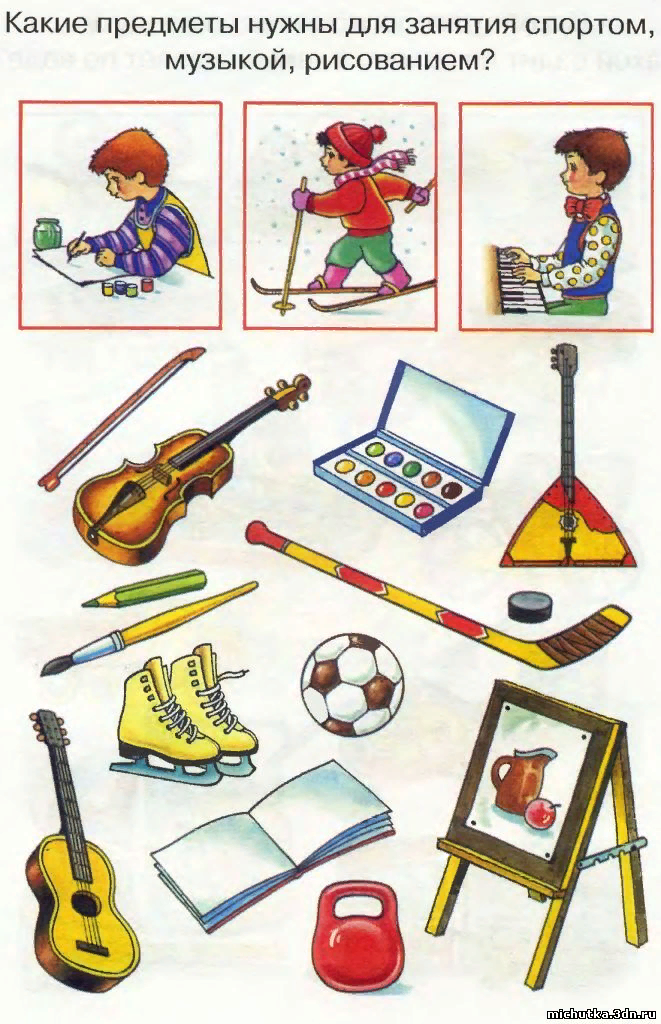 Какие предметы нужны для занятия спортом,
музыкой, рисованием?
michutka.3dn.ru